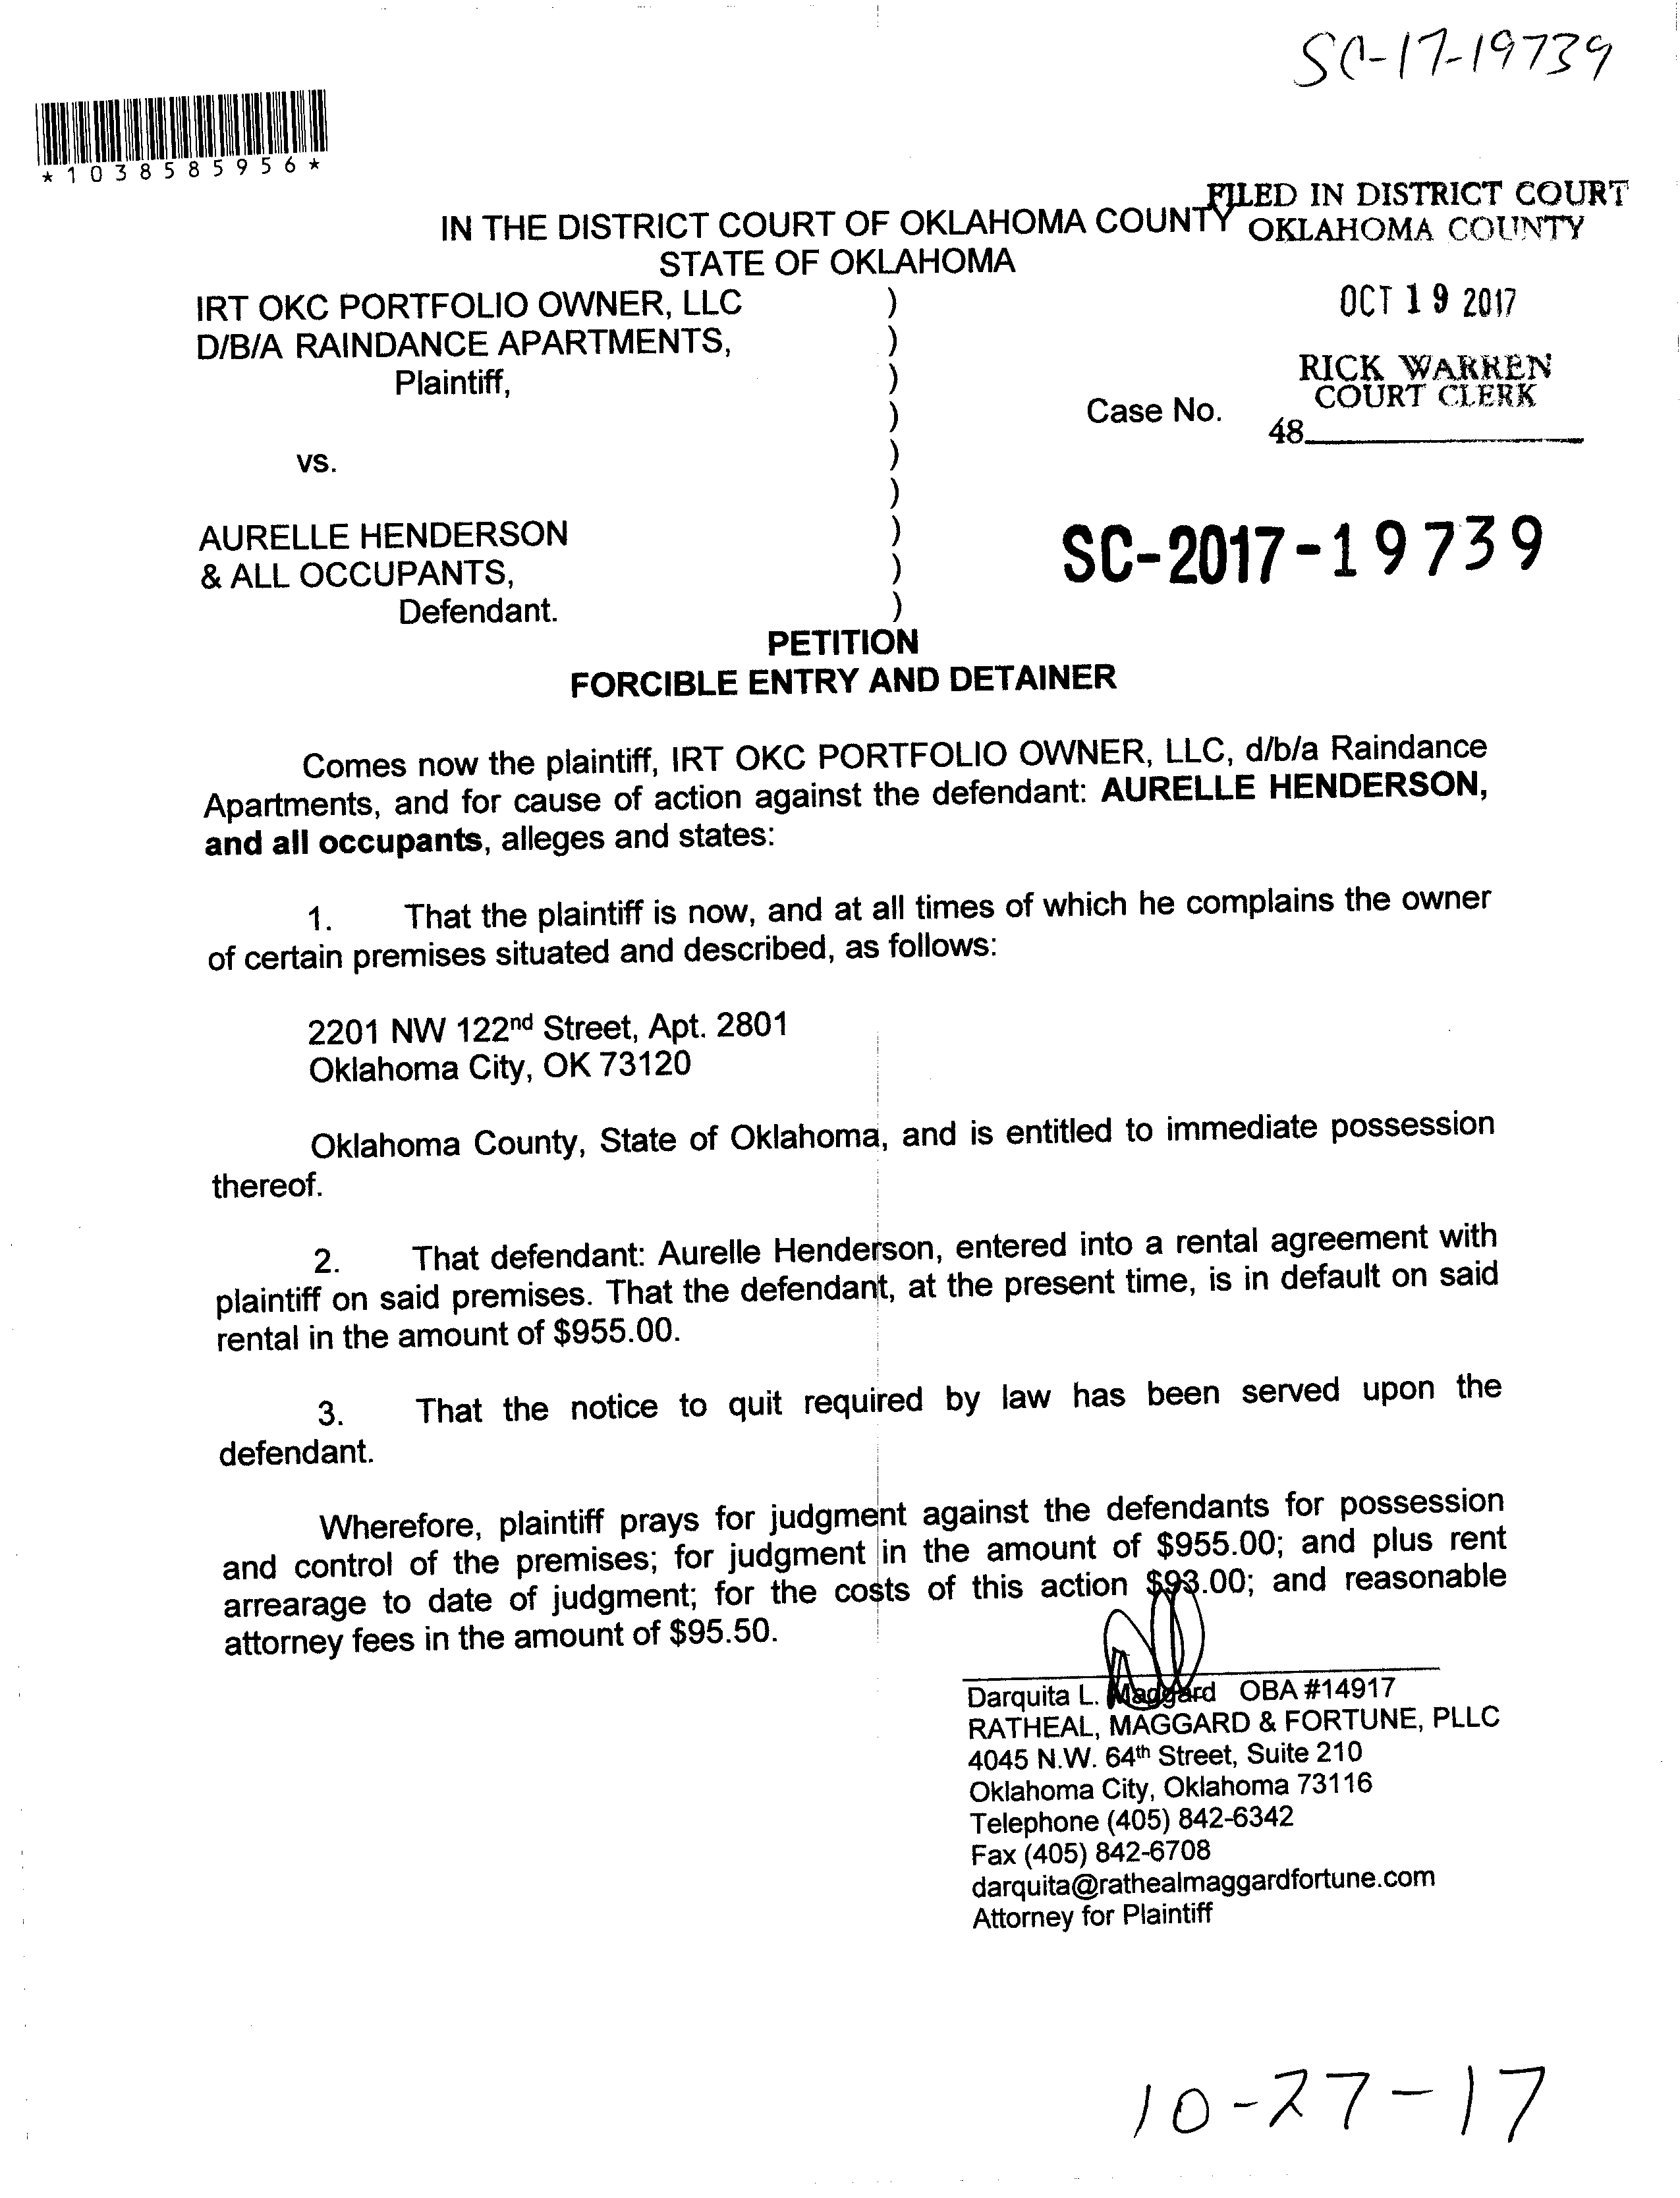 SC-17-19739
*1038585956*
FILED IN DISTRICT COURT
OKLAHOMA COUNTY
IN THE DISTRICT COURT OF OKLAHOMA COUNTY
STATE OF OKLAHOMA
IRT OKC PORTFOLIO OWNER, LLC )
D/B/A RAINDANCE APARTMENTS, )
Plaintiff, )
)
vs. )
)
AURELLE HENDERSON )
& ALL OCCUPANTS, )
Defendant. )
OCT 19 2017
RICK WARREN
COURT CLERK
Case No.
48
SC-2017-19739
PETITION
FORCIBLE ENTRY AND DETAINER
Comes now the plaintiff, IRT OKC PORTFOLIO OWNER, LLC, d/b/a Raindance
Apartments, and for cause of action against the defendant: AURELLE HENDERSON,
and all occupants, alleges and states:
1. That the plaintiff is now, and at all times of which he complains the owner
of certain premises situated and described, as follows:
2201 NW 122nd Street, Apt. 2801
Oklahoma City, OK 73120
Oklahoma County, State of Oklahoma, and is entitled to immediate possession
thereof.
2. That defendant: Aurelle Henderson, entered into a rental agreement with
plaintiff on said premises. That the defendant, at the present time, is in default on said
rental in the amount of $955.00.
3. That the notice to quit required by law has been served upon the
defendant.
Wherefore, plaintiff prays for judgment against the defendants for possession
and control of the premises; for judgment in the amount of $955.00; and plus rent
arrearage to date of judgment; for the costs of this action $93.00; and reasonable
attorney fees in the amount of $95.50.
Darquita L. Maggard OBA #14917
RATHEAL, MAGGARD & FORTUNE, PLLC
4045 N.W. 64th Street, Suite 210
Oklahoma City, Oklahoma 73116
Telephone (405) 842-6342
Fax (405) 842-6708
darquita@rathealmaggardfortune.com
Attorney for Plaintiff
10-27-17